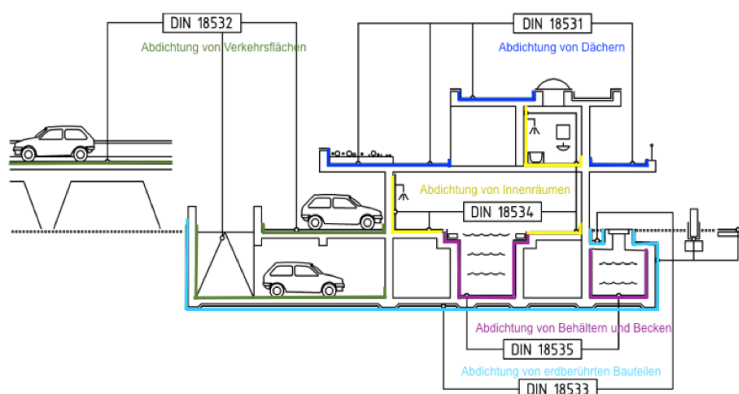 DIN 18532
Abdichtung von Verkehrsflächen
DIN 18531
Abdichtung von Dächern
Abdichtung von Innenräumen
DIN 18534
Abdichtung von Behältern und Becken
DIN 18535
Abdichtung von erdberührten Bauteilen
DIN 18533